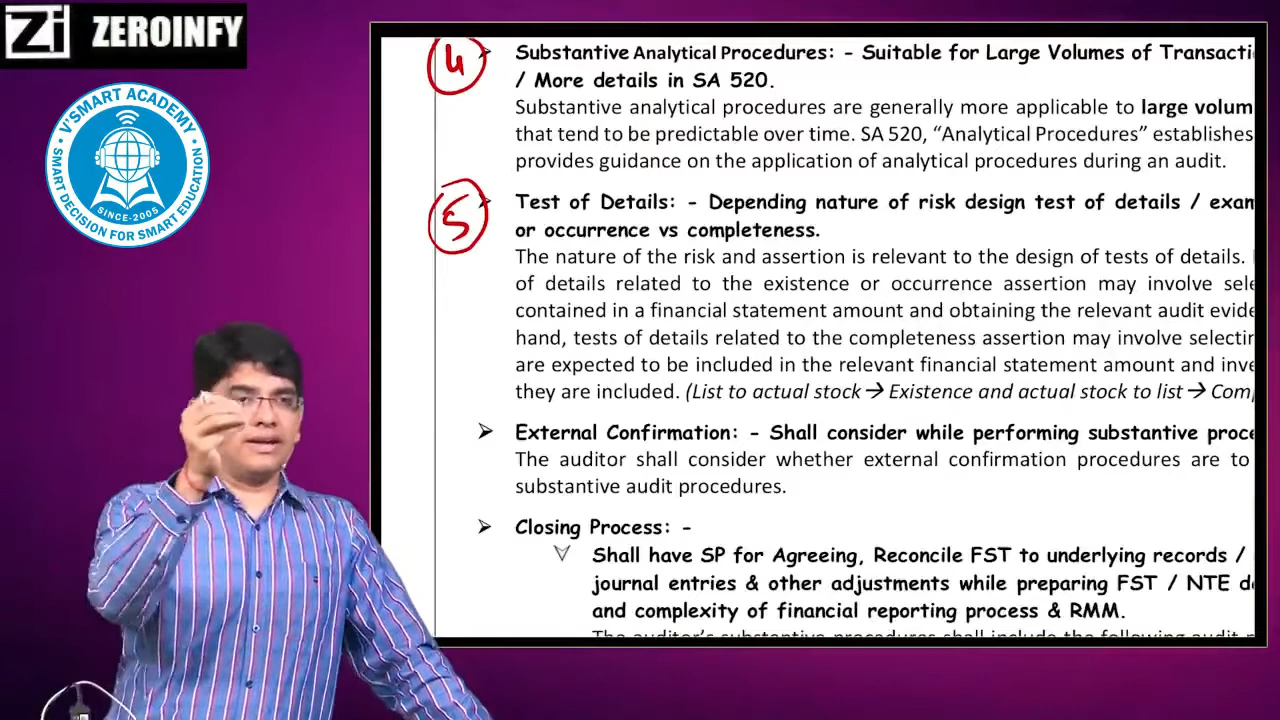 Zi ZEROINFY
V'SMART ACADEMY
SMART DECISION FOR SMART EDUCATION
SINCE-2005
4
Substantive Analytical Procedures: - Suitable for Large Volumes of
/ More details in SA 520.
Substantive analytical procedures are generally more applicable to large
that tend to be predictable over time. SA 520, “Analytical Procedures” establishes
provides guidance on the application of analytical procedures during an audit.
5
Test of Details: - Depending nature of risk design test of details /
or occurrence vs completeness.
The nature of the risk and assertion is relevant to the design of tests of details.
of details related to the existence or occurrence assertion may involve
contained in a financial statement amount and obtaining the relevant audit
hand, tests of details related to the completeness assertion may involve
are expected to be included in the relevant financial statement amount and
they are included. (List to actual stock → Existence and actual stock to list →
➢ External Confirmation: - Shall consider while performing substantive
The auditor shall consider whether external confirmation procedures are to
substantive audit procedures.
➢ Closing Process: -
Shall have SP for Agreeing, Reconcile FST to underlying records /
journal entries & other adjustments while preparing FST / NTE
and complexity of financial reporting process & RMM.
The auditor's substantive procedures shall include the following audit